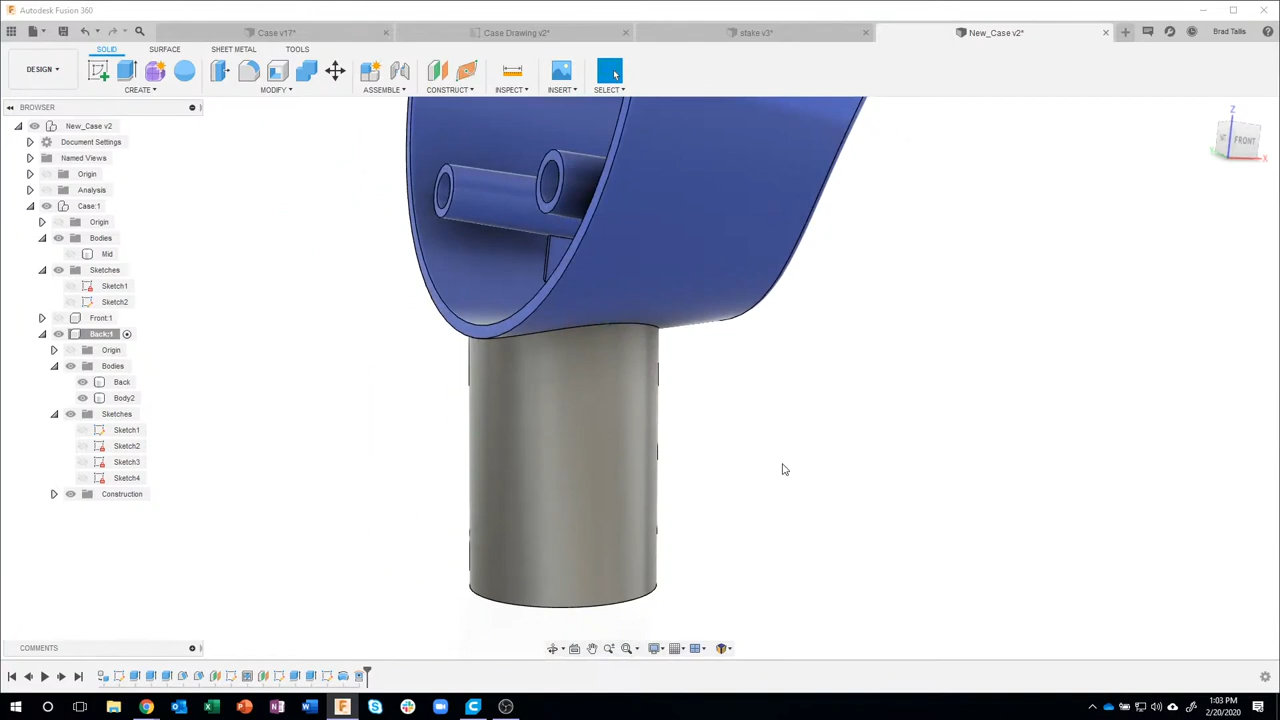 Autodesk Fusion 360
Case v17*
Case Drawing v2*
stake v3*
New_Case v2*
Brad Tallis
SOLID
SURFACE
SHEET METAL
TOOLS
DESIGN
CREATE
MODIFY
ASSEMBLE
CONSTRUCT
INSPECT
INSERT
SELECT
BROWSER
New_Case v2
Document Settings
Named Views
Origin
Analysis
Case:1
Origin
Bodies
Mid
Sketches
Sketch1
Sketch2
Front:1
Back:1
Origin
Bodies
Back
Body2
Sketches
Sketch1
Sketch2
Sketch3
Sketch4
Construction
Z
FRONT
X
COMMENTS
1:03 PM
2/20/2020